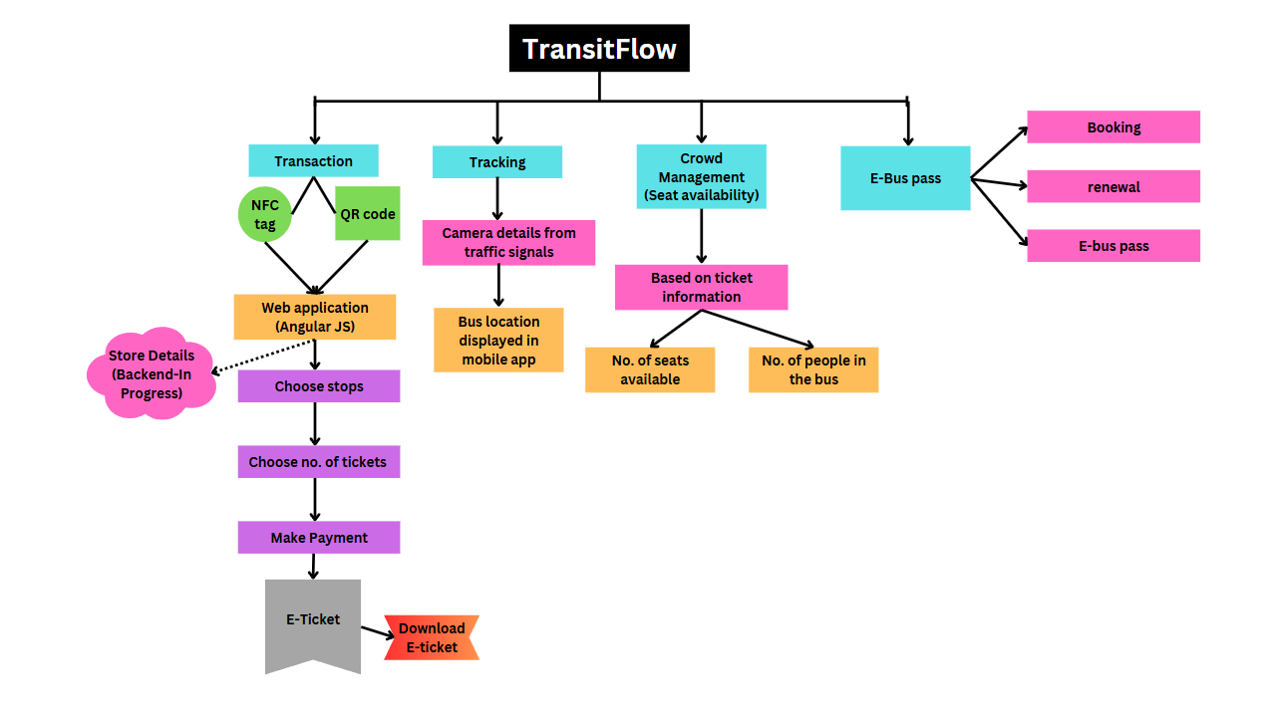 TransitFlow
Transaction
NFC
tag
QR code
Web application
(Angular JS)
Store Details
(Backend-In
Progress)
Choose stops
Choose no. of tickets
Make Payment
E-Ticket
Download
E-ticket
Tracking
Camera details from
traffic signals
Bus location
displayed in
mobile app
Crowd
Management
(Seat availability)
Based on ticket
information
No. of seats
available
No. of people in
the bus
E-Bus pass
Booking
renewal
E-bus pass